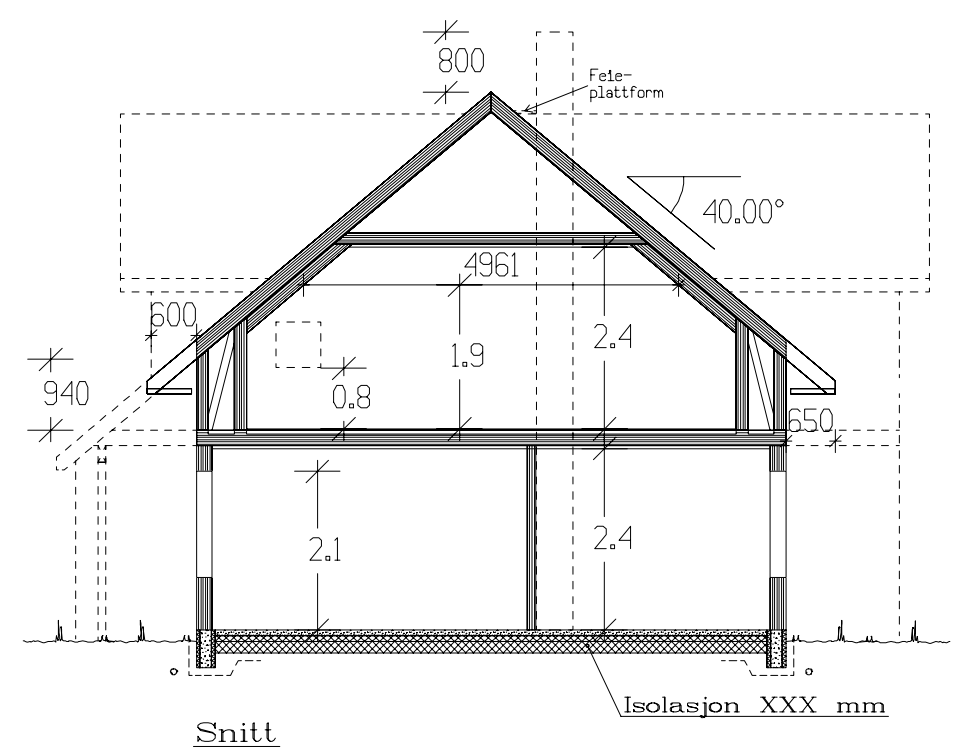 800
Feie-
plattform
40.00°
4961
600
2.4
1.9
940
0.8
650
2.1
2.4
Isolasjon XXX mm
Snitt